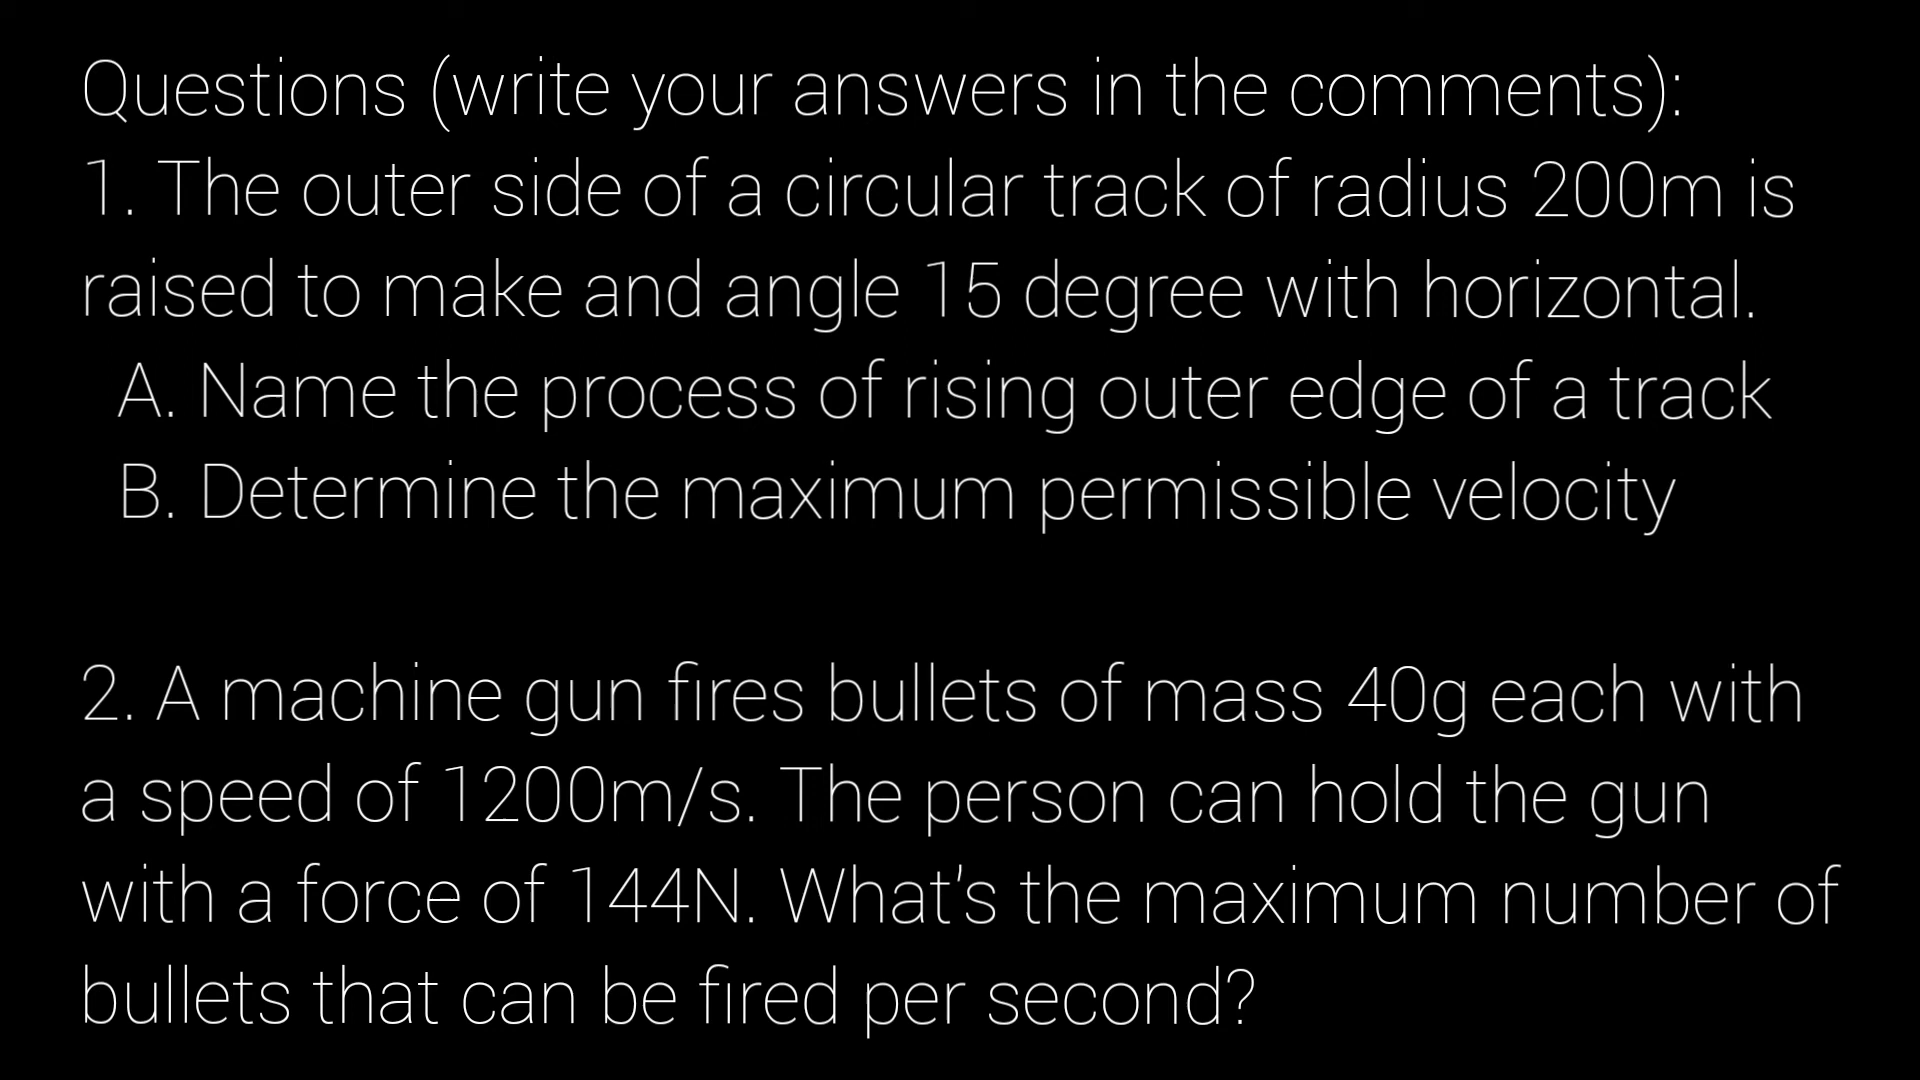 Questions (write your answers in the comments):
1. The outer side of a circular track of radius 200m is
raised to make and angle 15 degree with horizontal.
A. Name the process of rising outer edge of a track
B. Determine the maximum permissible velocity
2. A machine gun fires bullets of mass 40g each with
a speed of 1200m/s. The person can hold the gun
with a force of 144N. What's the maximum number of
bullets that can be fired per second?